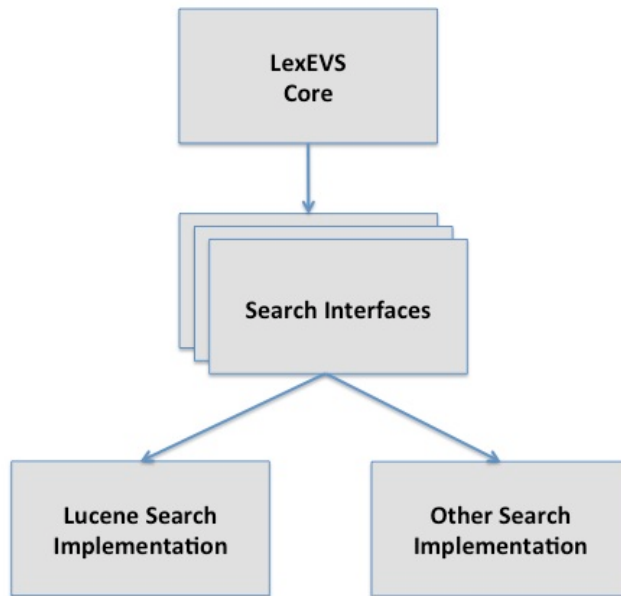 LexEVS
Core
Search Interfaces
Lucene Search
Implementation
Other Search
Implementation